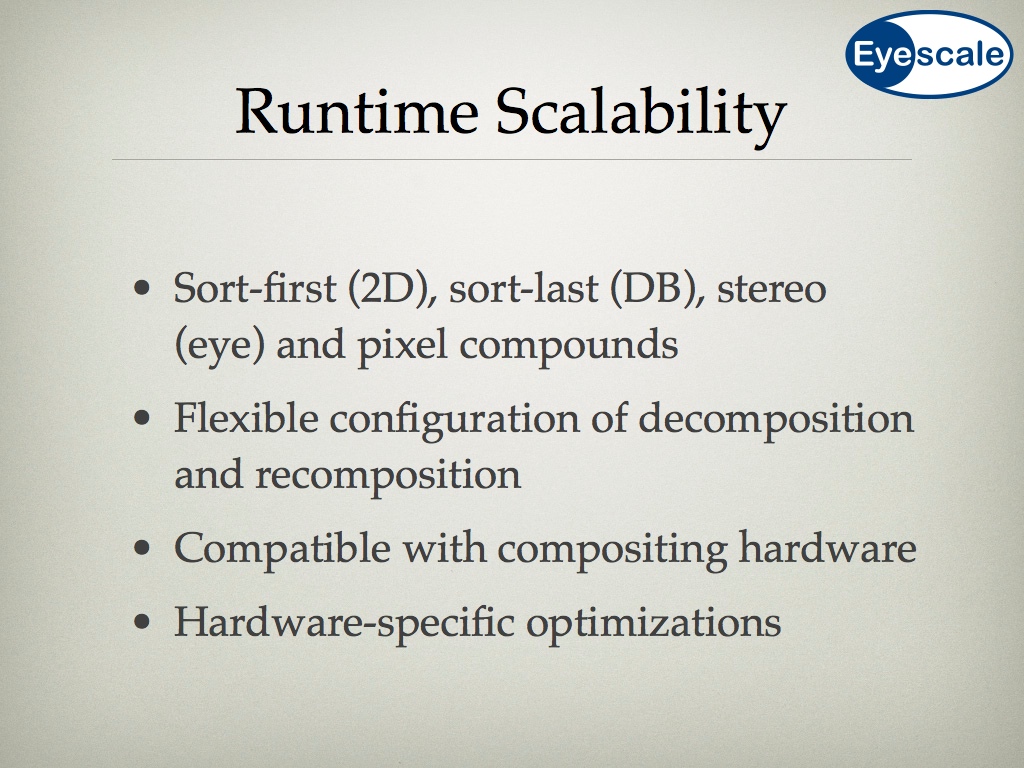 Eyescale
Runtime Scalability
• Sort-first (2D), sort-last (DB), stereo
(eye) and pixel compounds
• Flexible configuration of decomposition
and recomposition
• Compatible with compositing hardware
• Hardware-specific optimizations